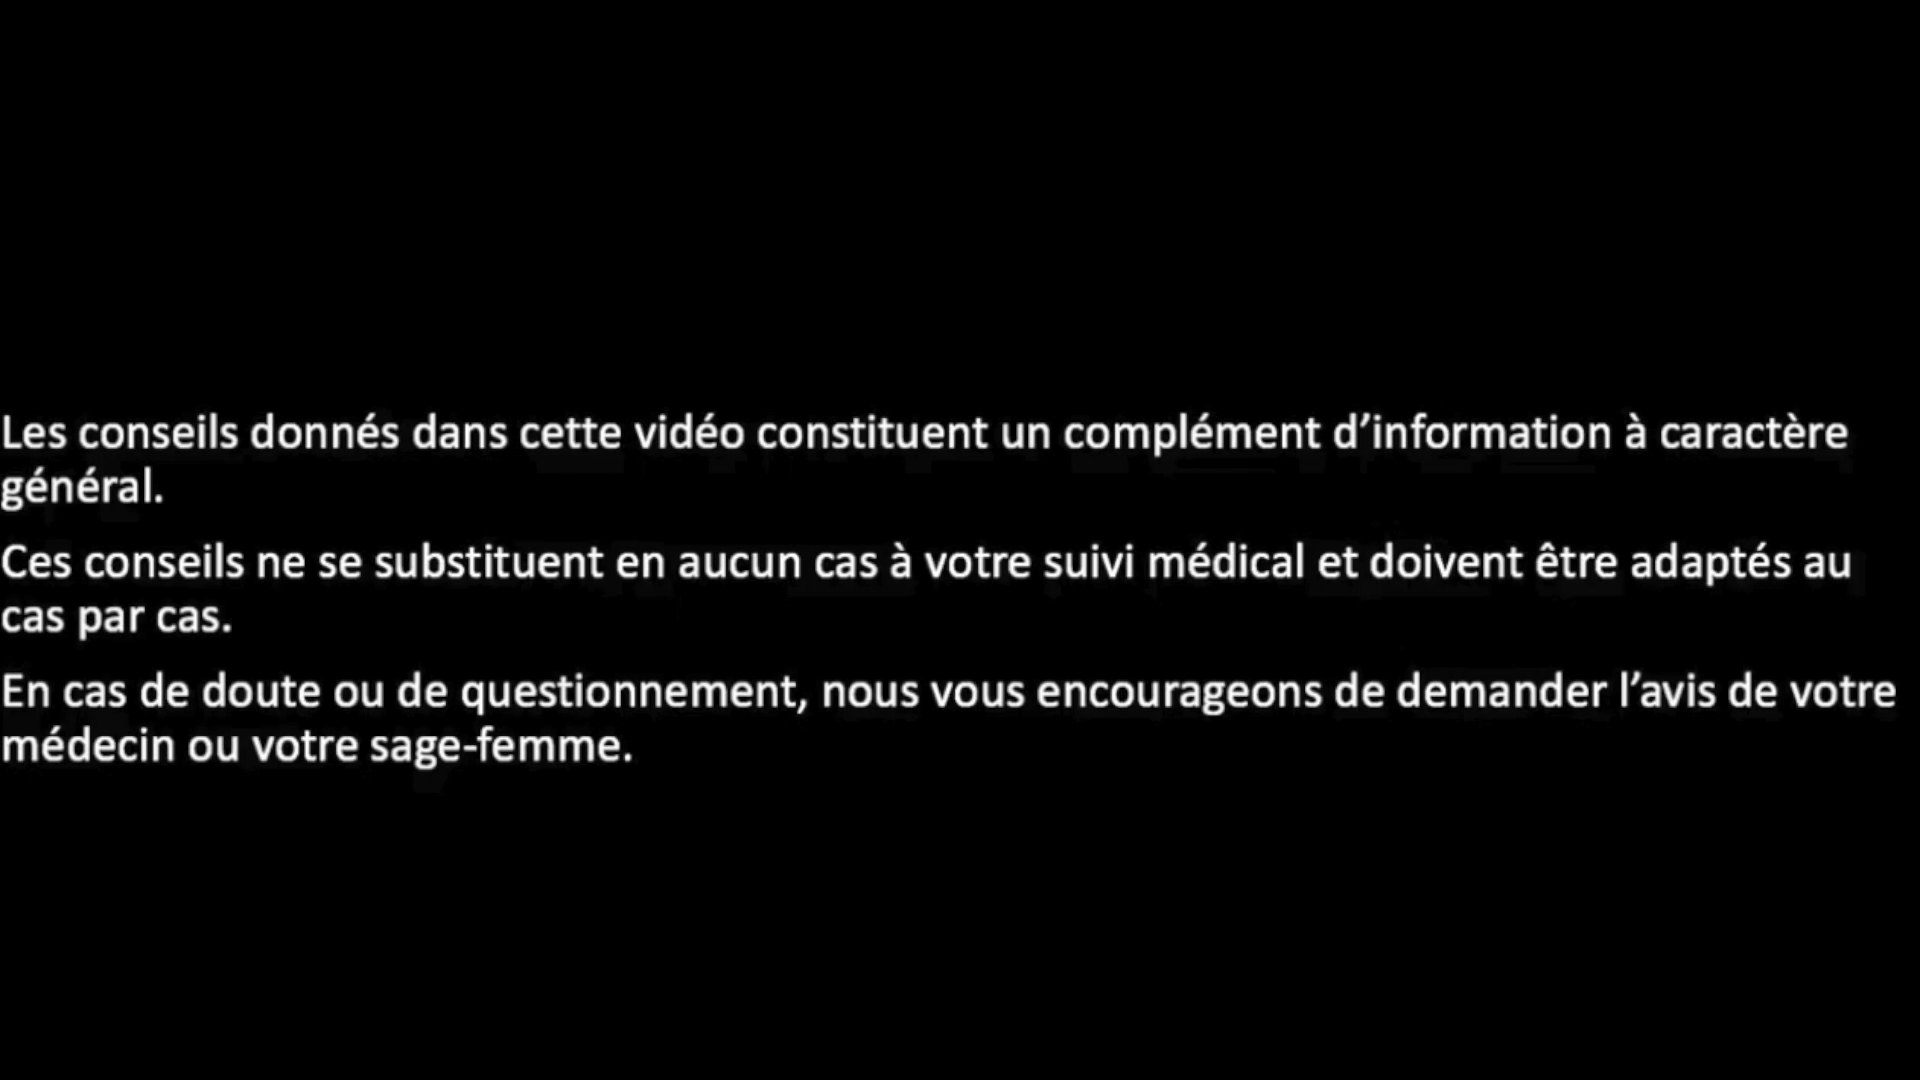 Les conseils donnés dans cette vidéo constituent un complément d’information à caractère
général.
Ces conseils ne se substituent en aucun cas à votre suivi médical et doivent être adaptés au
cas par cas.
En cas de doute ou de questionnement, nous vous encourageons de demander l’avis de votre
médecin ou votre sage-femme.